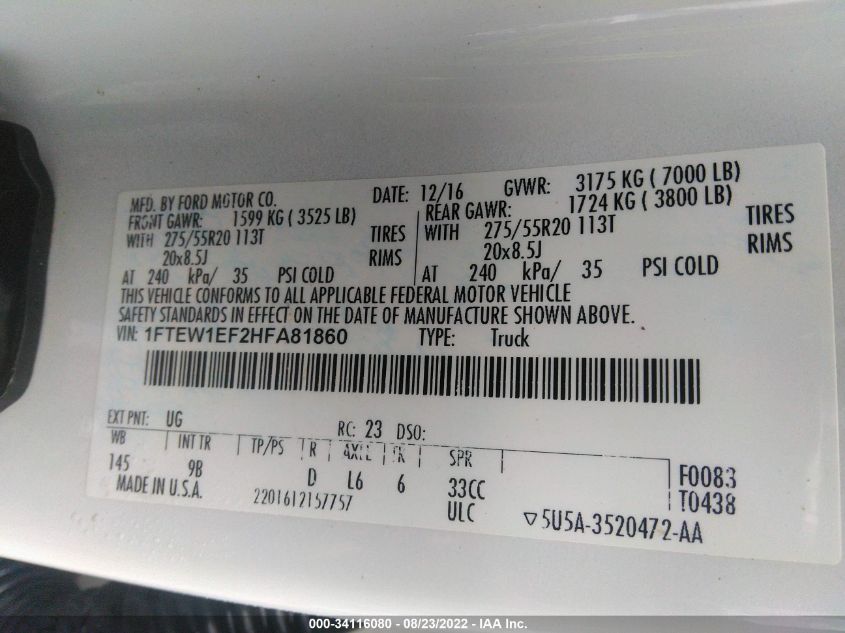 MFD. BY FORD MOTOR CO. DATE: 12/16 GVWR: 3175 KG ( 7000 LB)
FRONT GAWR: 1599 KG ( 3525 LB) REAR GAWR: 1724 KG ( 3800 LB)
WITH 275/55R20 113T TIRES WITH 275/55R20 113T TIRES
20x8.5J RIMS 20x8.5J RIMS
AT 240 kPa/ 35 PSI COLD AT 240 kPa/ 35 PSI COLD
THIS VEHICLE CONFORMS TO ALL APPLICABLE FEDERAL MOTOR VEHICLE
SAFETY STANDARDS IN EFFECT ON THE DATE OF MANUFACTURE SHOWN ABOVE.
VIN: 1FTEW1EF2HFA81860 TYPE: Truck
EXT PNT: UG RC: 23 DSO:
WB INT TR TP/PS R AXLE TR SPR
145 9B D L6 6 33CC F0083
MADE IN U.S.A. 2201612157757 ULC T0438
5U5A-3520472-AA
000-34116080 - 08/23/2022 - IAA Inc.